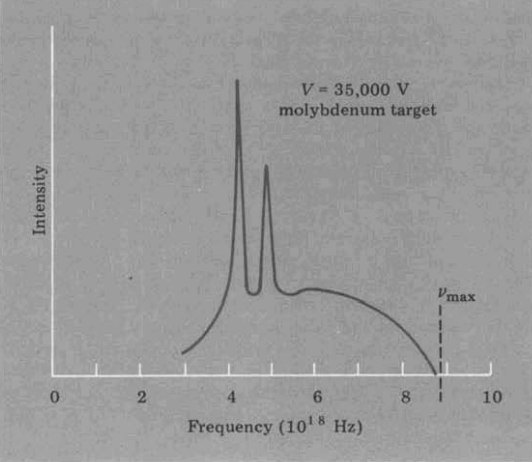 V = 35,000 V
molybdenum target
Intensity
νmax
0 2 4 6 8 10
Frequency (10¹⁸ Hz)